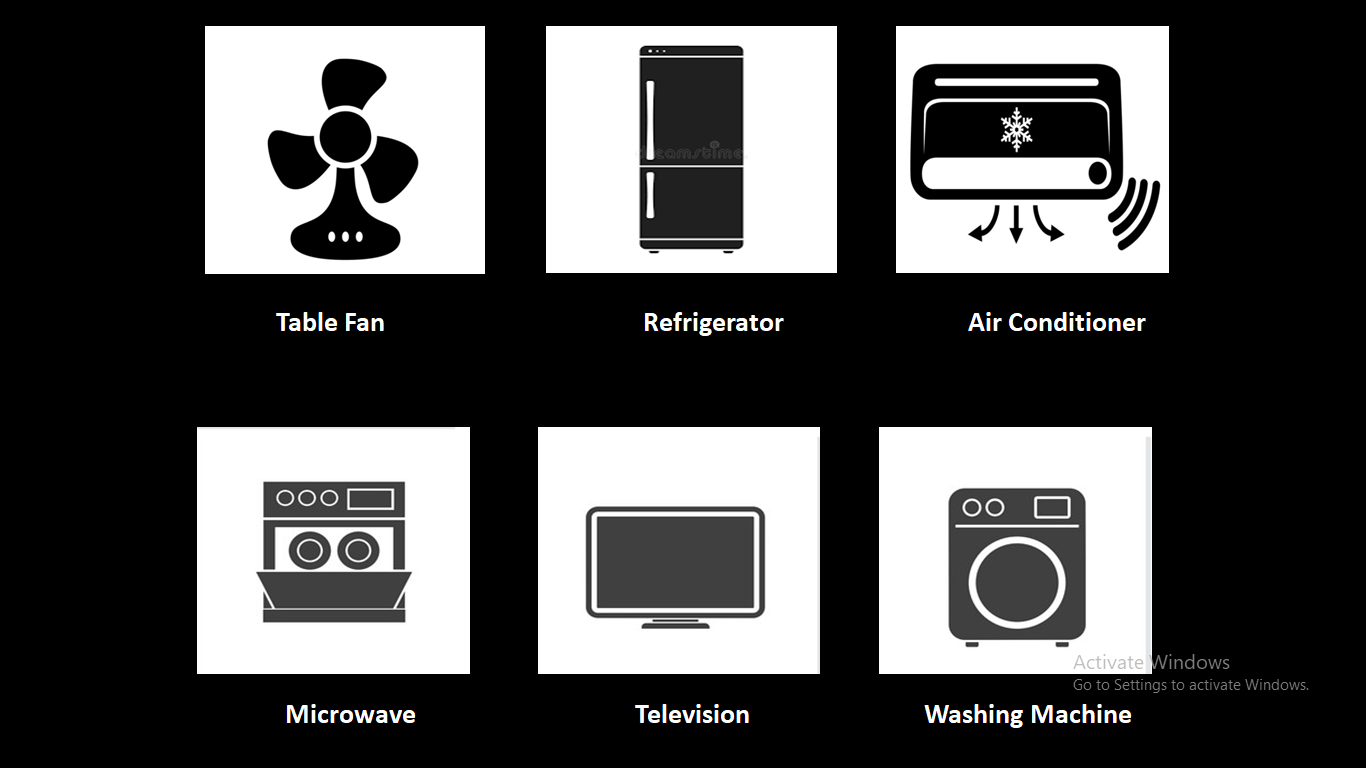 dreamstime
Table Fan
Refrigerator
Air Conditioner
Microwave
Television
Washing Machine
Activate Windows
Go to Settings to activate Windows.